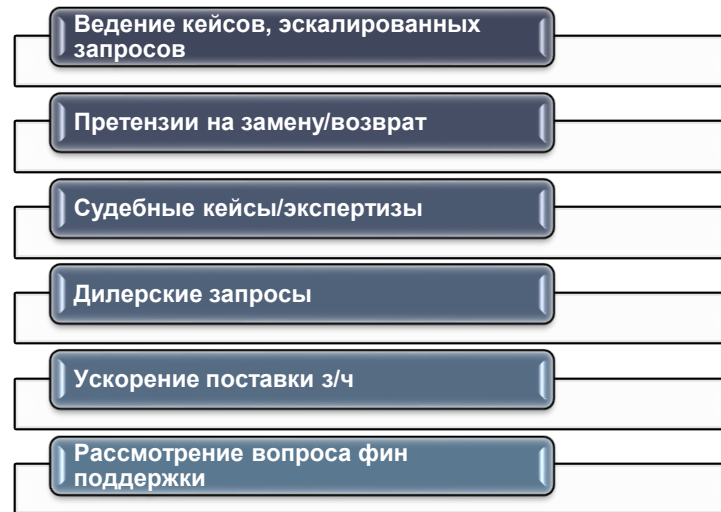 Ведение кейсов, эскалированных
запросов
Претензии на замену/возврат
Судебные кейсы/экспертизы
Дилерские запросы
Ускорение поставки з/ч
Рассмотрение вопроса фин
поддержки